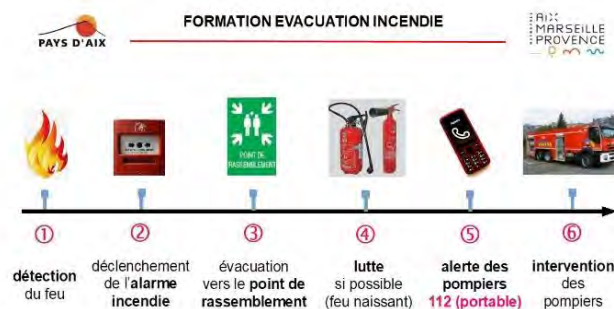 FORMATION EVACUATION INCENDIE
PAYS D'AIX
AIX
MARSEILLE
PROVENCE
POINT DE
RASSEMBLEMENT
①
②
③
④
⑤
⑥
détection
du feu
déclenchement
de l'alarme
incendie
évacuation
vers le point de
rassemblement
lutte
si possible
(feu naissant)
alerte des
pompiers
112 (portable)
intervention
des
pompiers